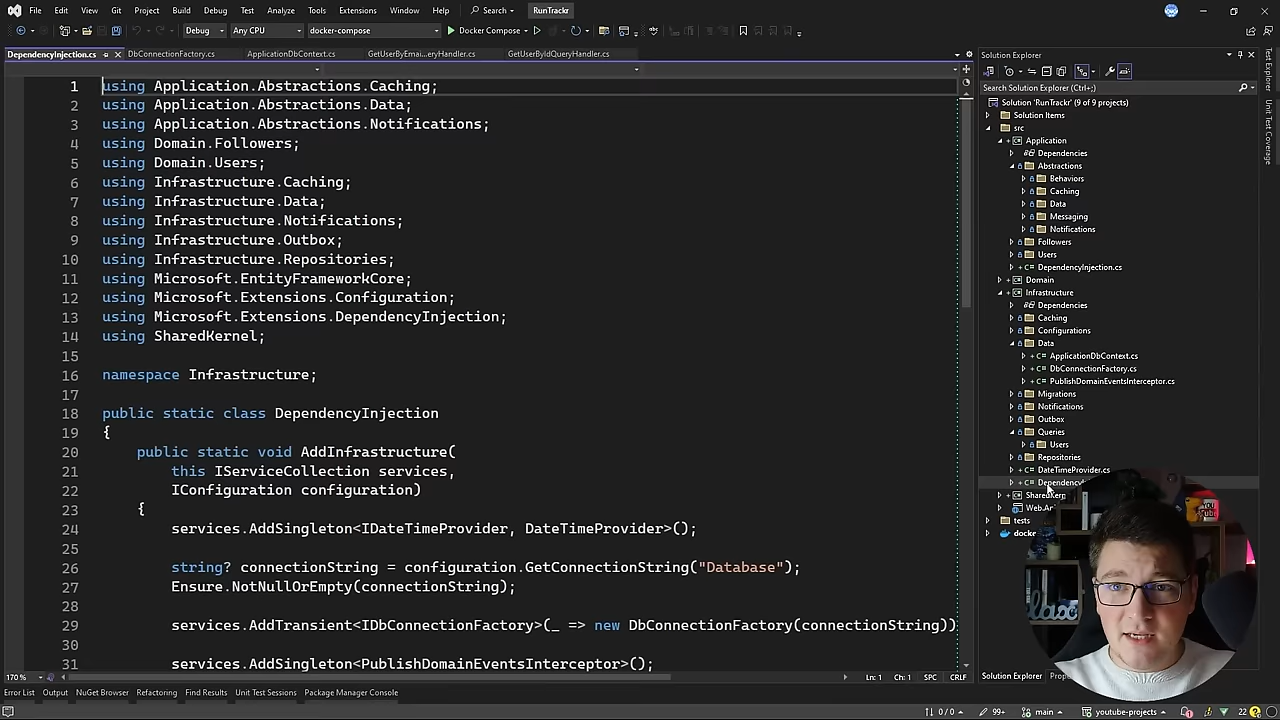 File Edit View Git Project Build Debug Test Analyze Tools Extensions Window Help Search RunTrackr
Debug Any CPU docker-compose Docker Compose
DependencyInjection.cs DbConnectionFactory.cs ApplicationDbContext.cs GetUserByEmai...eryHandler.cs GetUserByIdQueryHandler.cs
1 using Application.Abstractions.Caching;
2 using Application.Abstractions.Data;
3 using Application.Abstractions.Notifications;
4 using Domain.Followers;
5 using Domain.Users;
6 using Infrastructure.Caching;
7 using Infrastructure.Data;
8 using Infrastructure.Notifications;
9 using Infrastructure.Outbox;
10 using Infrastructure.Repositories;
11 using Microsoft.EntityFrameworkCore;
12 using Microsoft.Extensions.Configuration;
13 using Microsoft.Extensions.DependencyInjection;
14 using SharedKernel;
15
16 namespace Infrastructure;
17
18 public static class DependencyInjection
19 {
20 public static void AddInfrastructure(
21 this IServiceCollection services,
22 IConfiguration configuration)
23 {
24 services.AddSingleton<IDateTimeProvider, DateTimeProvider>();
25
26 string? connectionString = configuration.GetConnectionString("Database");
27 Ensure.NotNullOrEmpty(connectionString);
28
29 services.AddTransient<IDbConnectionFactory>(_ => new DbConnectionFactory(connectionString))
30
31 services.AddSingleton<PublishDomainEventsInterceptor>();
170 % Ln: 1 Ch: 1 SPC CRLF
Error List Output NuGet Browser Refactoring Find Results Unit Test Sessions Package Manager Console
Solution Explorer
Search Solution Explorer (Ctrl+;)
Solution 'RunTrackr' (9 of 9 projects)
Solution Items
src
Application
Dependencies
Abstractions
Behaviors
Caching
Data
Messaging
Notifications
Followers
Users
DependencyInjection.cs
Domain
Infrastructure
Dependencies
Caching
Configurations
Data
ApplicationDbContext.cs
DbConnectionFactory.cs
PublishDomainEventsInterceptor.cs
Migrations
Notifications
Outbox
Queries
Users
Repositories
DateTimeProvider.cs
tests
Solution Explorer
Test Explorer
Unit Test Coverage
0 / 0 99+ main youtube-projects 22